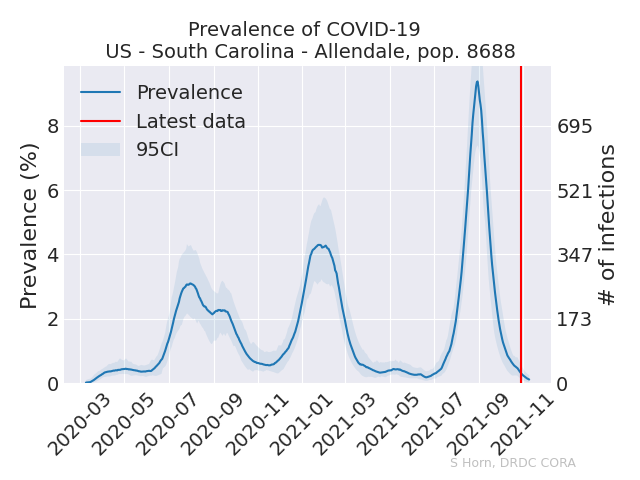 Prevalence of COVID-19
US - South Carolina - Allendale, pop. 8688
Prevalence
Latest data
95CI
Prevalence (%)
8
6
4
2
0
695
521
347
173
0
# of infections
2020-03
2020-05
2020-07
2020-09
2020-11
2021-01
2021-03
2021-05
2021-07
2021-09
2021-11
S Horn, DRDC CORA